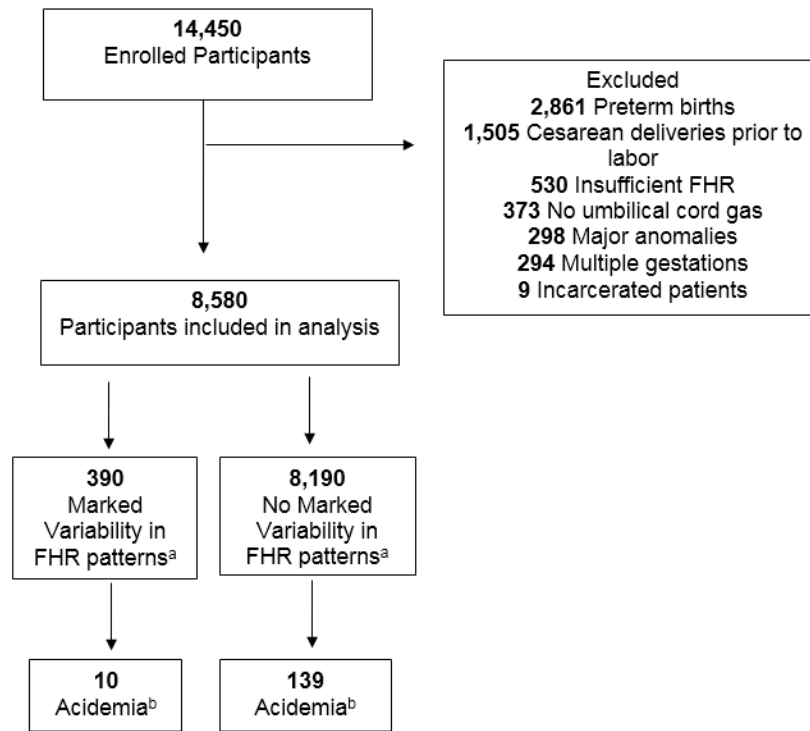 14,450
Enrolled Participants
Excluded
2,861 Preterm births
1,505 Cesarean deliveries prior to
labor
530 Insufficient FHR
373 No umbilical cord gas
298 Major anomalies
294 Multiple gestations
9 Incarcerated patients
8,580
Participants included in analysis
390
Marked
Variability in
FHR patternsᵃ
8,190
No Marked
Variability in
FHR patternsᵃ
10
Acidemiaᵇ
139
Acidemiaᵇ